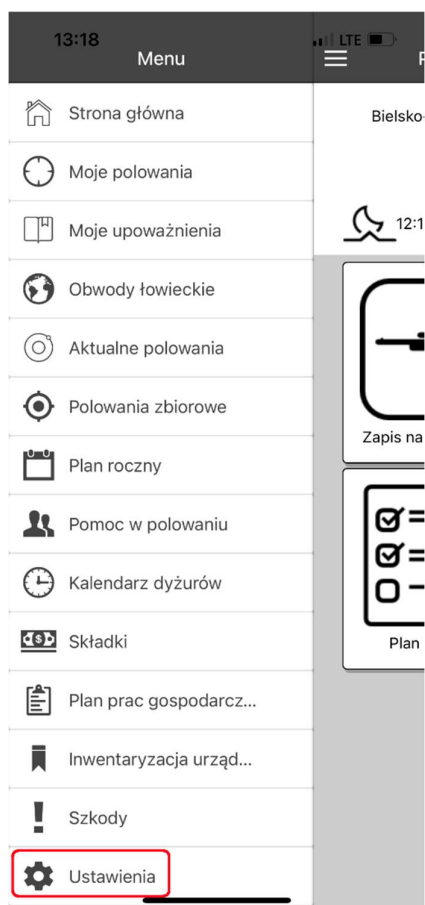 13:18
LTE
Menu
Strona główna
Moje polowania
Moje upoważnienia
Obwody łowieckie
Aktualne polowania
Polowania zbiorowe
Plan roczny
Pomoc w polowaniu
Kalendarz dyżurów
Składki
Plan prac gospodarcz...
Inwentaryzacja urząd...
Szkody
Ustawienia
Bielsko-
12:1
Zapis na
Plan